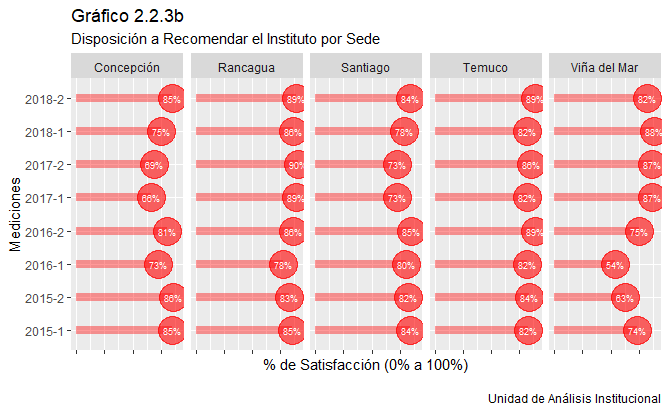 Gráfico 2.2.3b
Disposición a Recomendar el Instituto por Sede
Concepción Rancagua Santiago Temuco Viña del Mar
2018-2 85% 89% 84% 89% 82%
2018-1 75% 86% 78% 82% 88%
2017-2 69% 90% 73% 86% 87%
2017-1 66% 89% 73% 82% 87%
2016-2 81% 86% 85% 89% 75%
2016-1 73% 78% 80% 82% 54%
2015-2 86% 83% 82% 84% 63%
2015-1 85% 85% 84% 82% 74%
Mediciones
% de Satisfacción (0% a 100%)
Unidad de Análisis Institucional